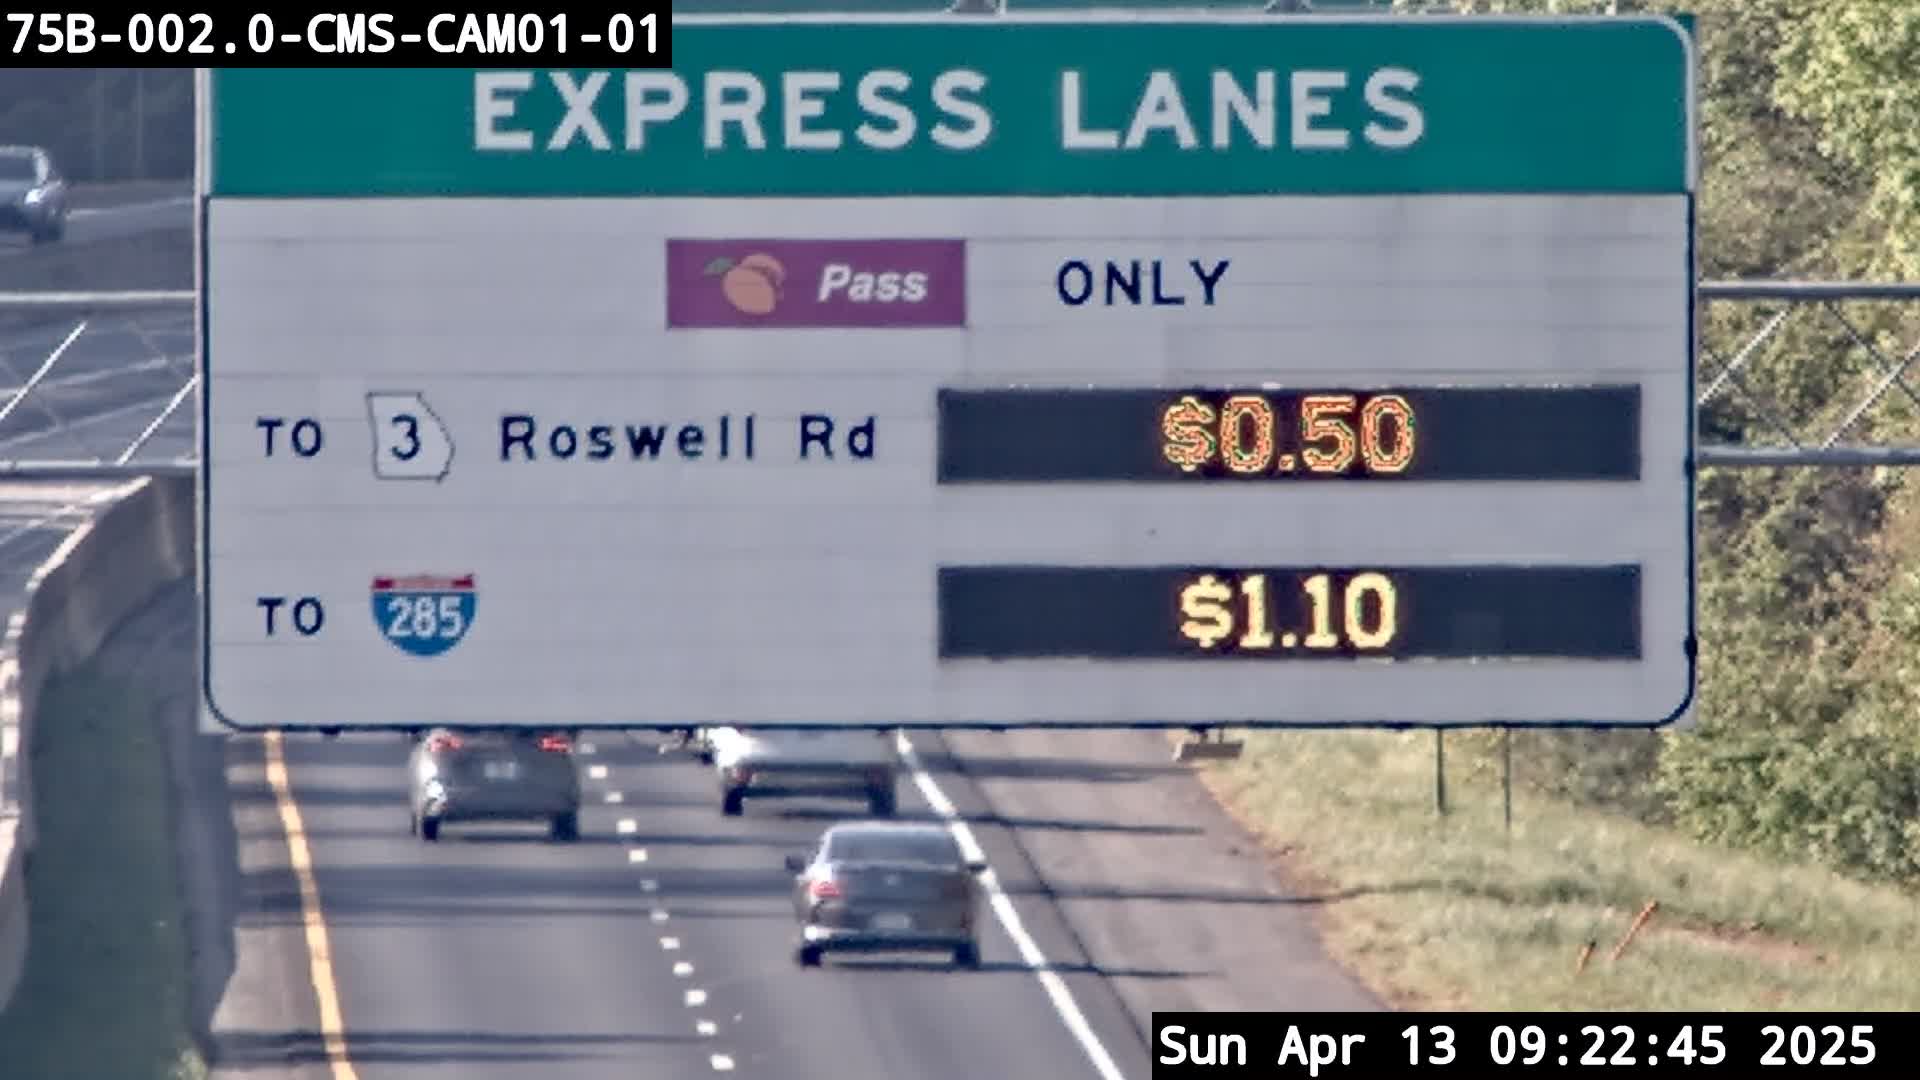 75B-002.0-CMS-CAM01-01
EXPRESS LANES
Pass ONLY
TO 3 Roswell Rd $0.50
TO 285 $1.10
Sun Apr 13 09:22:45 2025